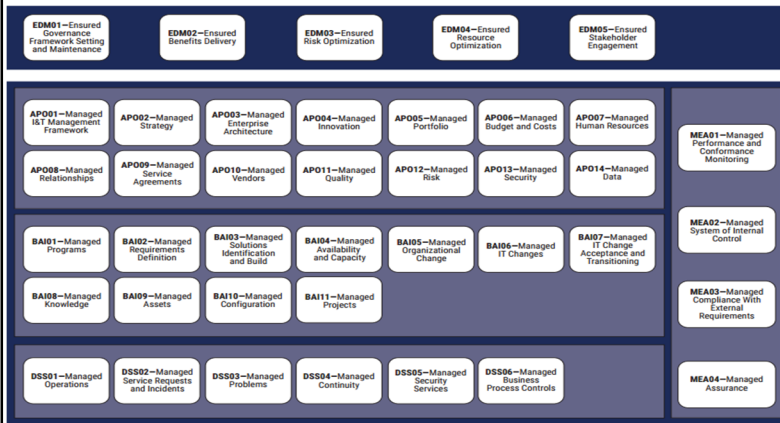 EDM01—Ensured
Governance
Framework Setting
and Maintenance
EDM02—Ensured
Benefits Delivery
EDM03—Ensured
Risk Optimization
EDM04—Ensured
Resource
Optimization
EDM05—Ensured
Stakeholder
Engagement
APO01—Managed
I&T Management
Framework
APO02—Managed
Strategy
APO03—Managed
Enterprise
Architecture
APO04—Managed
Innovation
APO05—Managed
Portfolio
APO06—Managed
Budget and Costs
APO07—Managed
Human Resources
APO08—Managed
Relationships
APO09—Managed
Service
Agreements
APO10—Managed
Vendors
APO11—Managed
Quality
APO12—Managed
Risk
APO13—Managed
Security
APO14—Managed
Data
BAI01—Managed
Programs
BAI02—Managed
Requirements
Definition
BAI03—Managed
Solutions
Identification
and Build
BAI04—Managed
Availability
and Capacity
BAI05—Managed
Organizational
Change
BAI06—Managed
IT Changes
BAI07—Managed
IT Change
Acceptance and
Transitioning
BAI08—Managed
Knowledge
BAI09—Managed
Assets
BAI10—Managed
Configuration
BAI11—Managed
Projects
DSS01—Managed
Operations
DSS02—Managed
Service Requests
and Incidents
DSS03—Managed
Problems
DSS04—Managed
Continuity
DSS05—Managed
Security
Services
DSS06—Managed
Business
Process Controls
MEA01—Managed
Performance and
Conformance
Monitoring
MEA02—Managed
System of Internal
Control
MEA03—Managed
Compliance With
External
Requirements
MEA04—Managed
Assurance